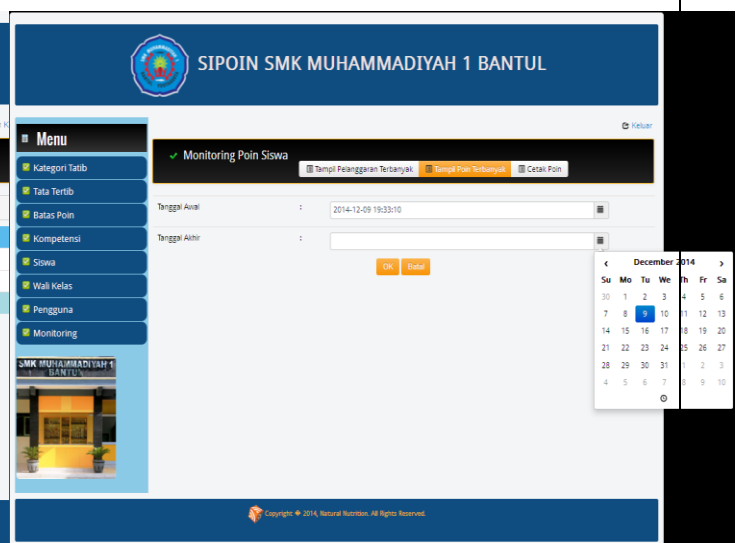 SIPOIN SMK MUHAMMADIYAH 1 BANTUL
Keluar
Menu
Kategori Tatib
Tata Tertib
Batas Poin
Kompetensi
Siswa
Wali Kelas
Pengguna
Monitoring
SMK MUHAMMADIYAH 1
BANTUL
Monitoring Poin Siswa
Tampil Pelanggaran Terbanyak Tampil Poin Terbanyak Cetak Poin
Tanggal Awal : 2014-12-09 19:33:10
Tanggal Akhir :
OK Batal
‹ December 2014 ›
Su Mo Tu We Th Fr Sa
30 1 2 3 4 5 6
7 8 9 10 11 12 13
14 15 16 17 18 19 20
21 22 23 24 25 26 27
28 29 30 31 1 2 3
4 5 6 7 8 9 10
Copyright � 2014, Natural Nutrition. All Rights Reserved.